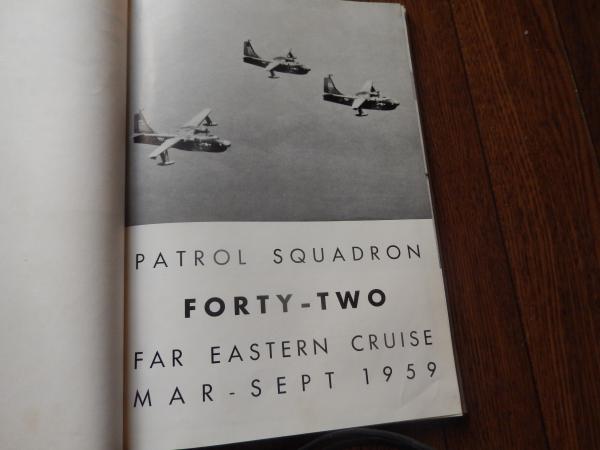 PATROL SQUADRON
FORTY-TWO
FAR EASTERN CRUISE
MAR-SEPT 1959